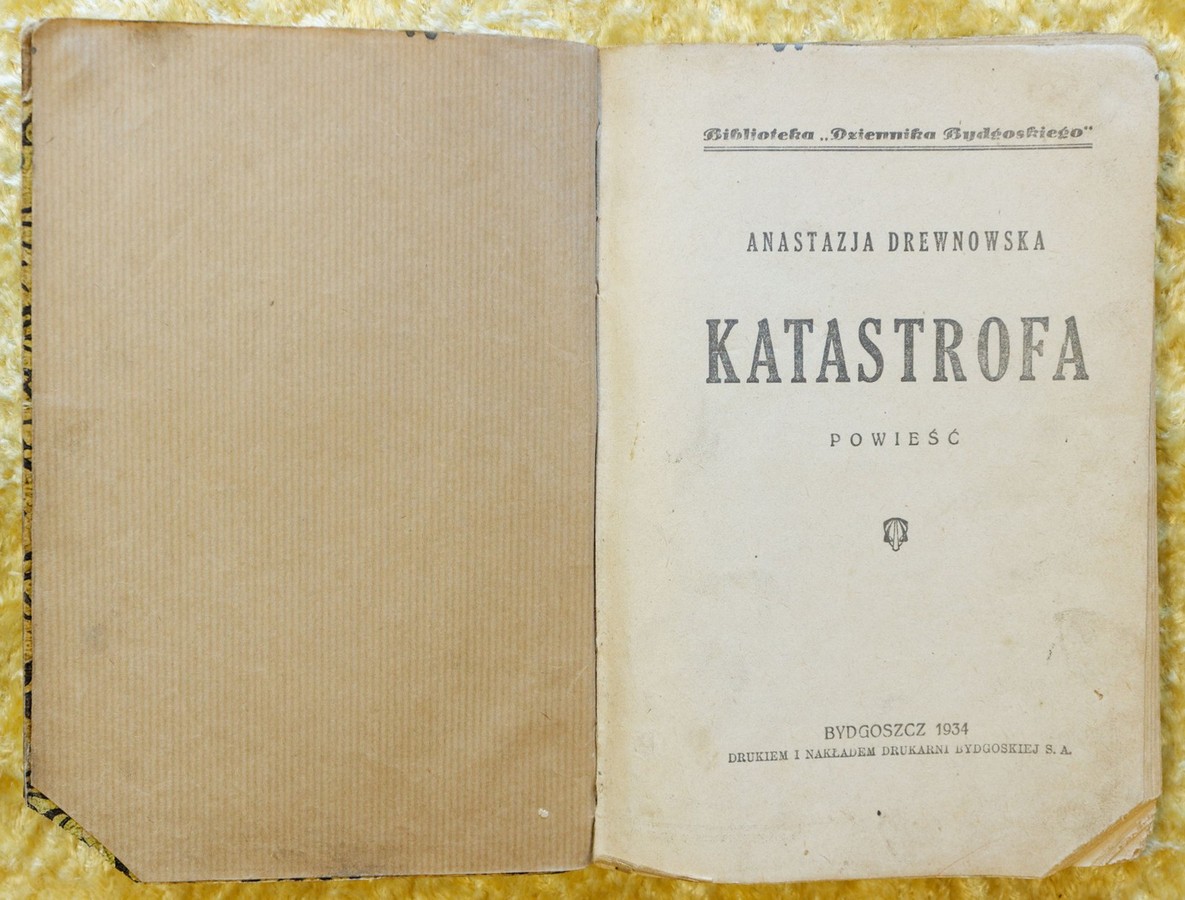 Biblioteka „Dziennika Bydgoskiego"
ANASTAZJA DREWNOWSKA
KATASTROFA
POWIEŚĆ
BYDGOSZCZ 1934
DRUKIEM I NAKŁADEM DRUKARNI BYDGOSKIEJ S. A.